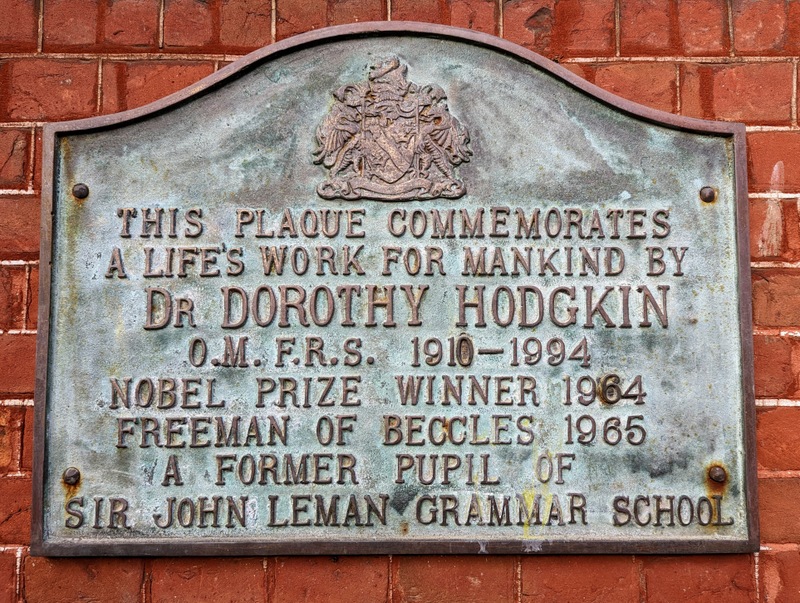 THIS PLAQUE COMMEMORATES
A LIFE'S WORK FOR MANKIND BY
DR DOROTHY HODGKIN
O.M. F.R.S. 1910-1994
NOBEL PRIZE WINNER 1964
FREEMAN OF BECCLES 1965
A FORMER PUPIL OF
SIR JOHN LEMAN GRAMMAR SCHOOL